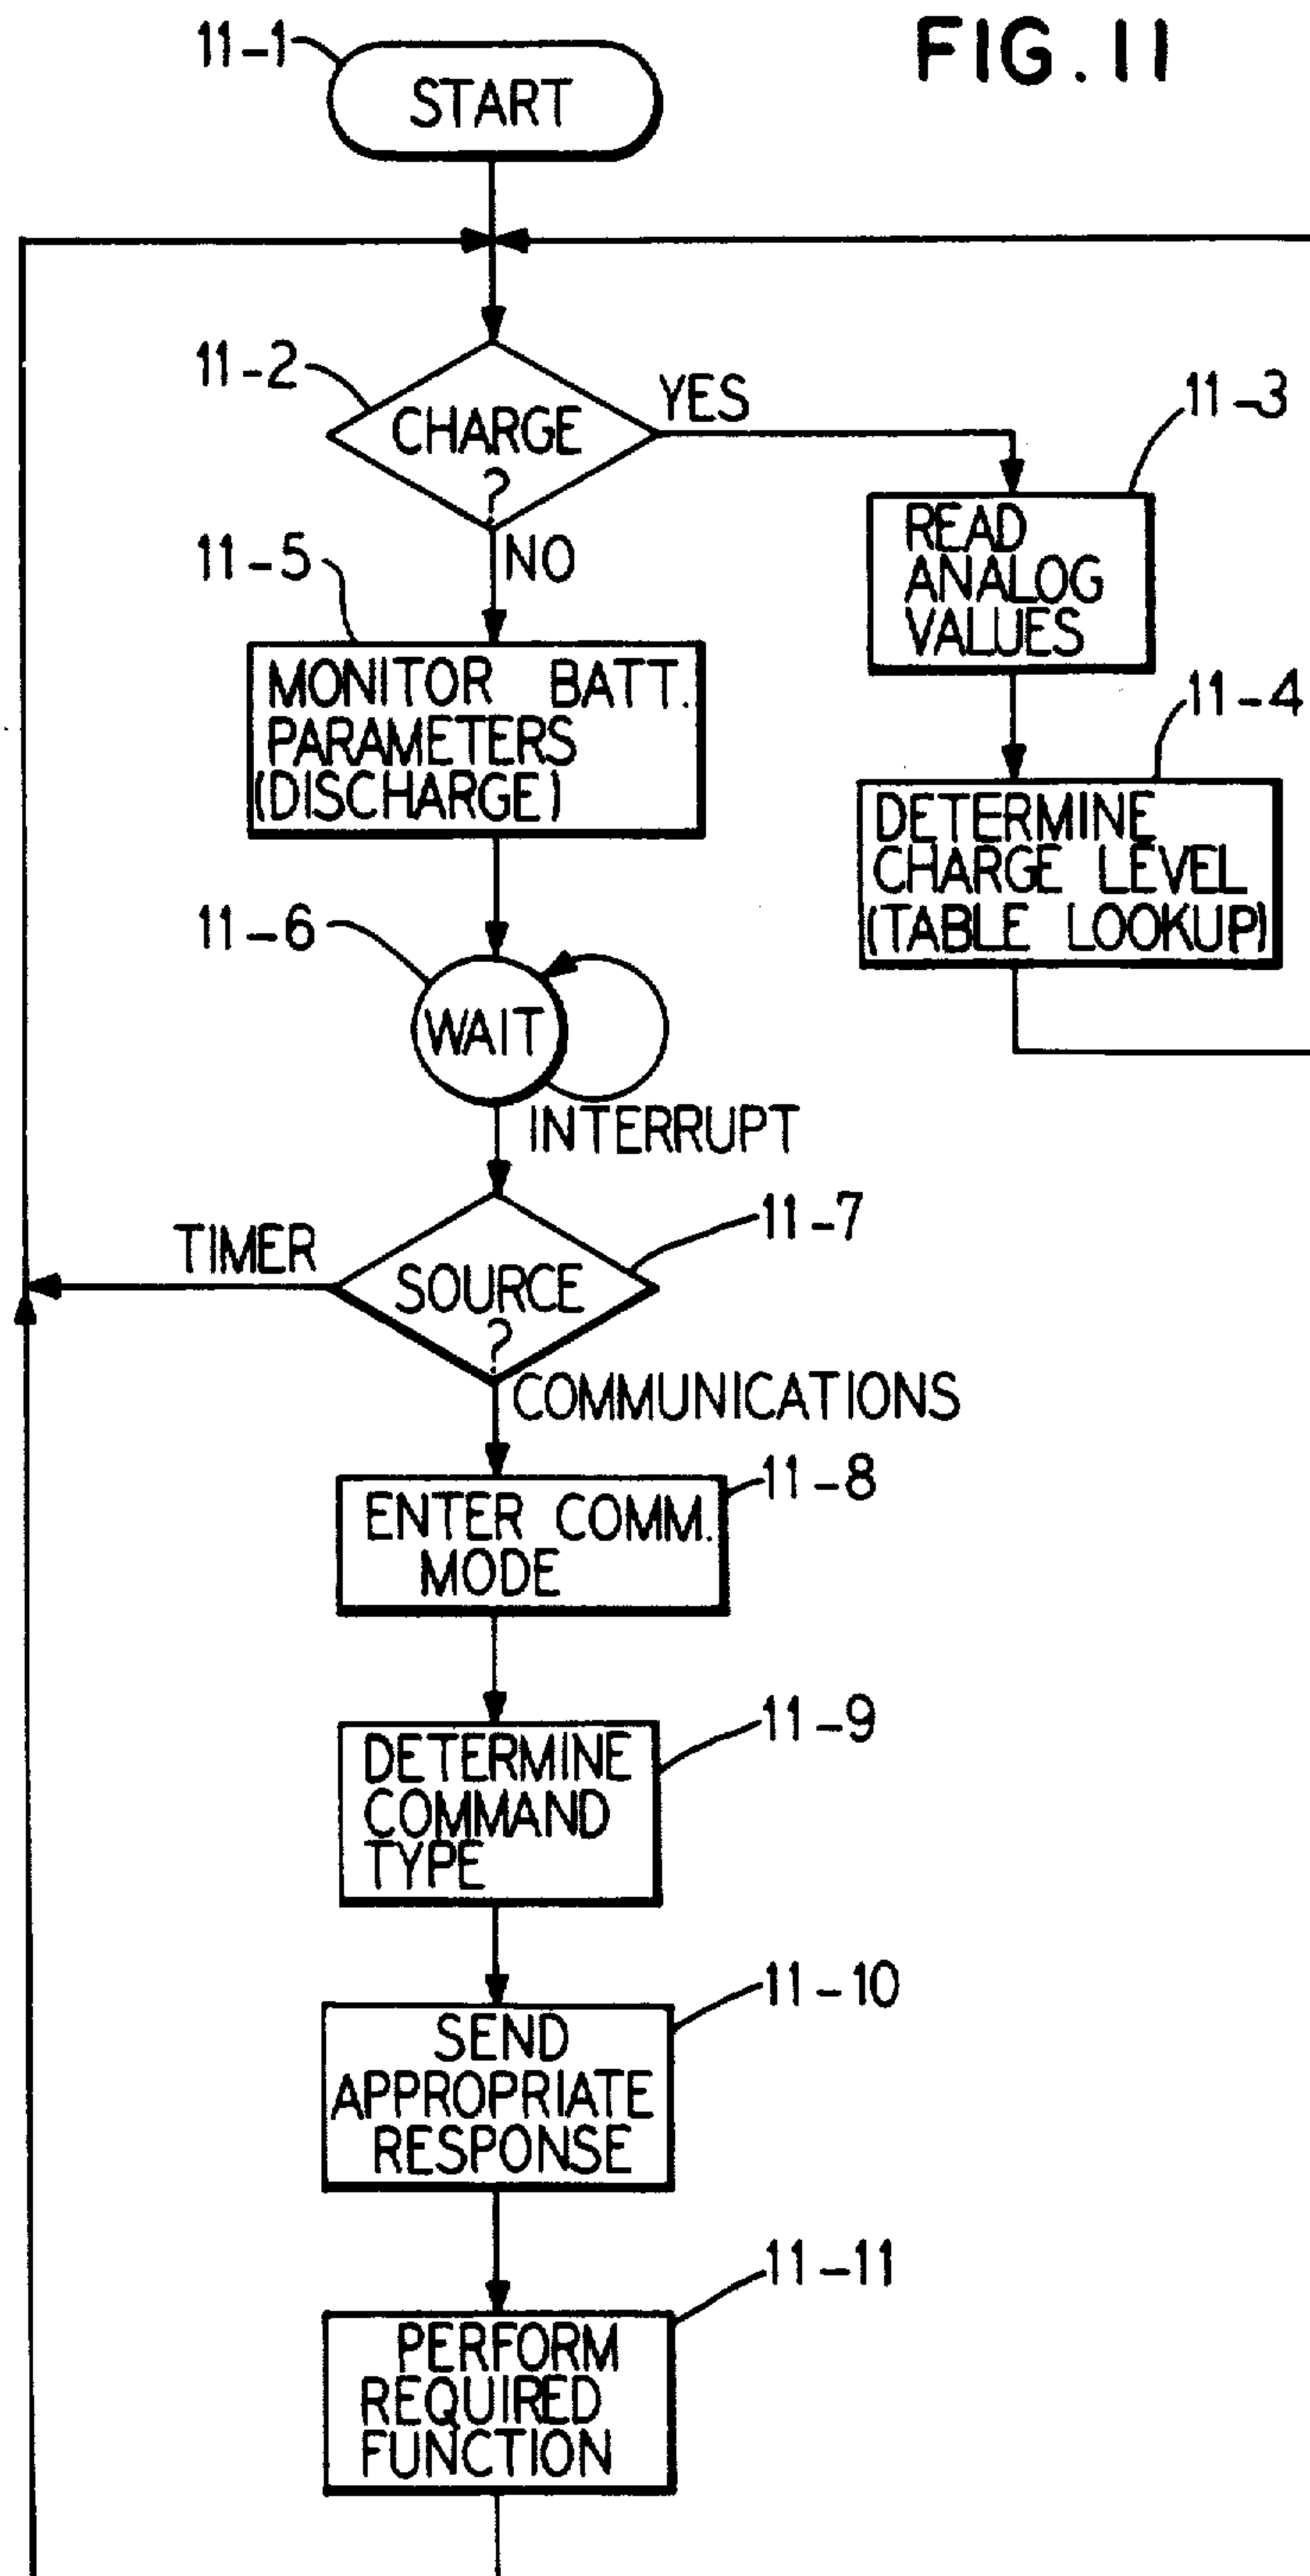 FIG. 11
11-1
START
11-2
CHARGE
?
YES
11-3
READ
ANALOG
VALUES
NO
11-5
MONITOR BATT.
PARAMETERS
(DISCHARGE)
11-4
DETERMINE
CHARGE LEVEL
(TABLE LOOKUP)
11-6
WAIT
INTERRUPT
TIMER
11-7
SOURCE
?
COMMUNICATIONS
11-8
ENTER COMM.
MODE
11-9
DETERMINE
COMMAND
TYPE
11-10
SEND
APPROPRIATE
RESPONSE
11-11
PERFORM
REQUIRED
FUNCTION